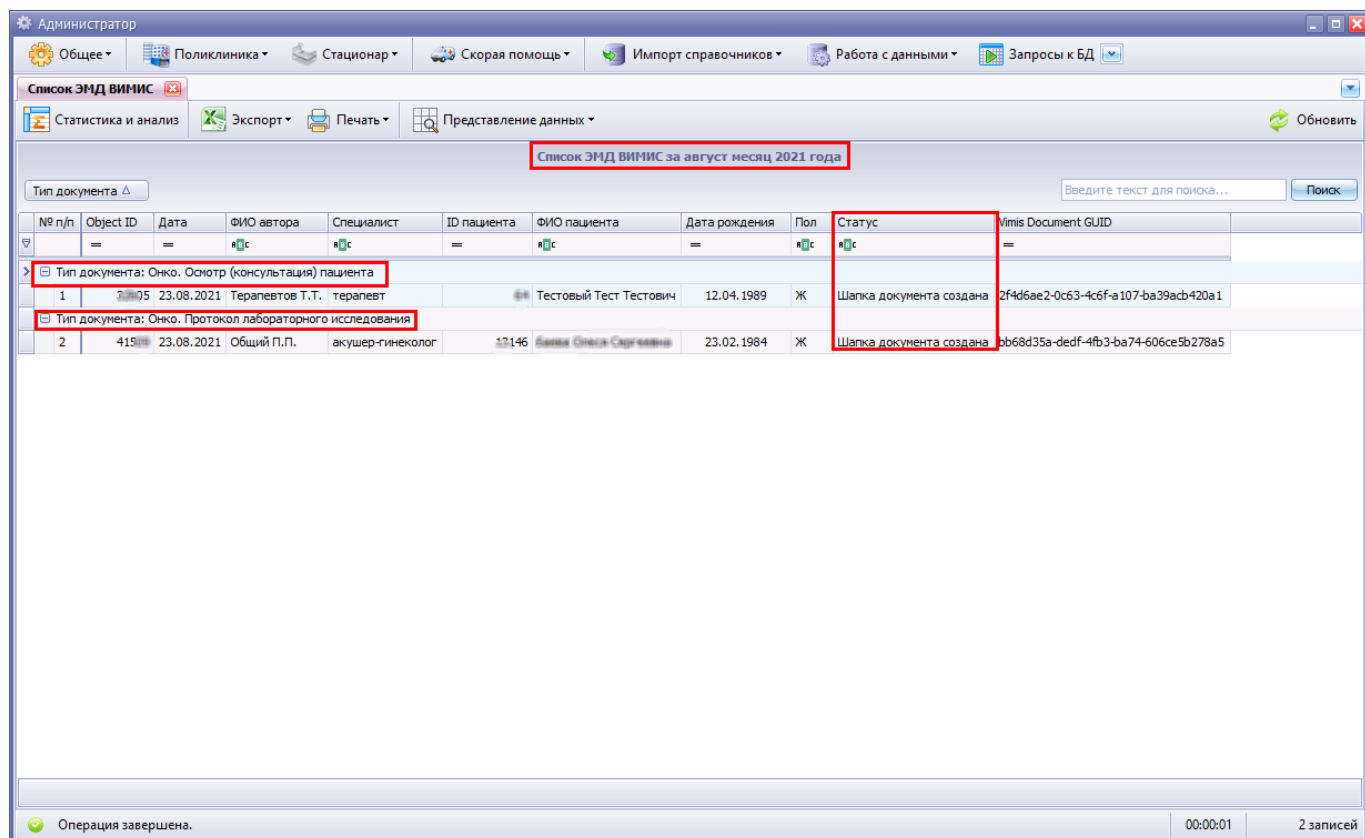 Администратор
Общее Поликлиника Стационар Скорая помощь Импорт справочников Работа с данными Запросы к БД
Список ЭМД ВИМИС
Статистика и анализ Экспорт Печать Представление данных Обновить
Список ЭМД ВИМИС за август месяц 2021 года
Тип документа Введите текст для поиска... Поиск
№ п/п Object ID Дата ФИО автора Специалист ID пациента ФИО пациента Дата рождения Пол Статус Vimis Document GUID
= = = = =
Тип документа: Онко. Осмотр (консультация) пациента
1 23.08.2021 Терапевтов Т.Т. терапевт Тестовый Тест Тестович 12.04.1989 Ж Шапка документа создана 2f4d6ae2-0c63-4c6f-a107-ba39acb420a1
Тип документа: Онко. Протокол лабораторного исследования
2 23.08.2021 Общий П.П. акушер-гинеколог 23.02.1984 Ж Шапка документа создана bb68d35a-dedf-4fb3-ba74-606ce5b278a5
Операция завершена. 00:00:01 2 записей